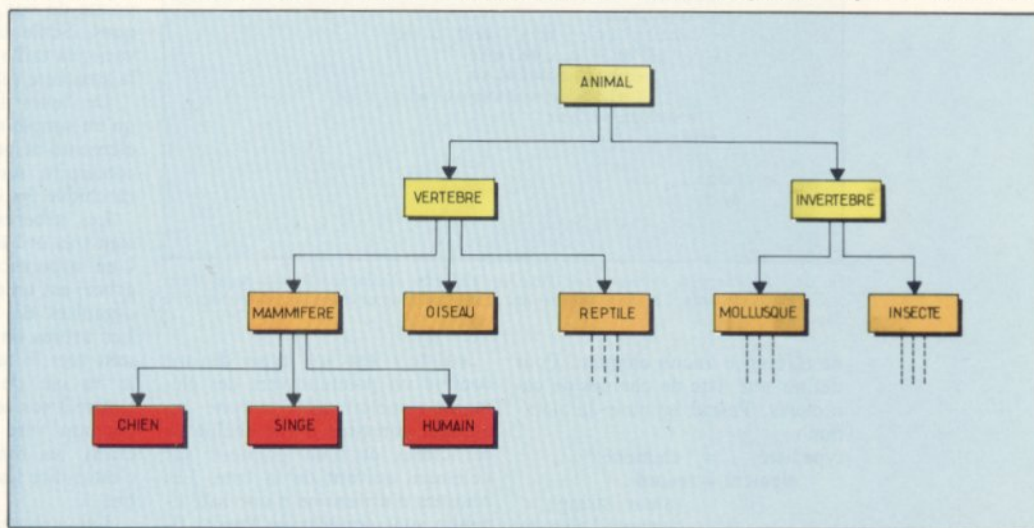 ANIMAL
VERTEBRE
INVERTEBRE
MAMMIFERE
OISEAU
REPTILE
MOLLUSQUE
INSECTE
CHIEN
SINGE
HUMAIN